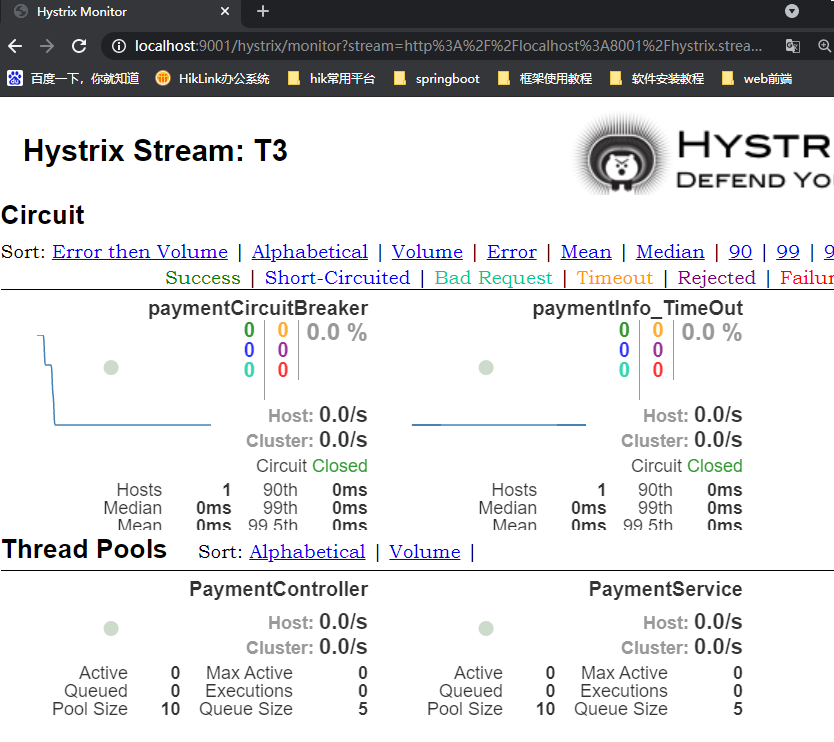 Hystrix Monitor
localhost:9001/hystrix/monitor?stream=http%3A%2F%2Flocalhost%3A8001%2Fhystrix.strea...
百度一下，你就知道 HikLink办公系统 hik常用平台 springboot 框架使用教程 软件安装教程 web前端
Hystrix Stream: T3
HYSTR
DEFEND YO
Circuit
Sort: Error then Volume | Alphabetical | Volume | Error | Mean | Median | 90 | 99 | 9
Success | Short-Circuited | Bad Request | Timeout | Rejected | Failur
paymentCircuitBreaker paymentInfo_TimeOut
0 0 0.0 % 0 0 0.0 %
0 0 0 0
0 0 0 0
Host: 0.0/s Host: 0.0/s
Cluster: 0.0/s Cluster: 0.0/s
Circuit Closed Circuit Closed
Hosts 1 90th 0ms Hosts 1 90th 0ms
Median 0ms 99th 0ms Median 0ms 99th 0ms
Mean 0ms 99.5th 0ms Mean 0ms 99.5th 0ms
Thread Pools Sort: Alphabetical | Volume |
PaymentController PaymentService
Host: 0.0/s Host: 0.0/s
Cluster: 0.0/s Cluster: 0.0/s
Active 0 Max Active 0 Active 0 Max Active 0
Queued 0 Executions 0 Queued 0 Executions 0
Pool Size 10 Queue Size 5 Pool Size 10 Queue Size 5